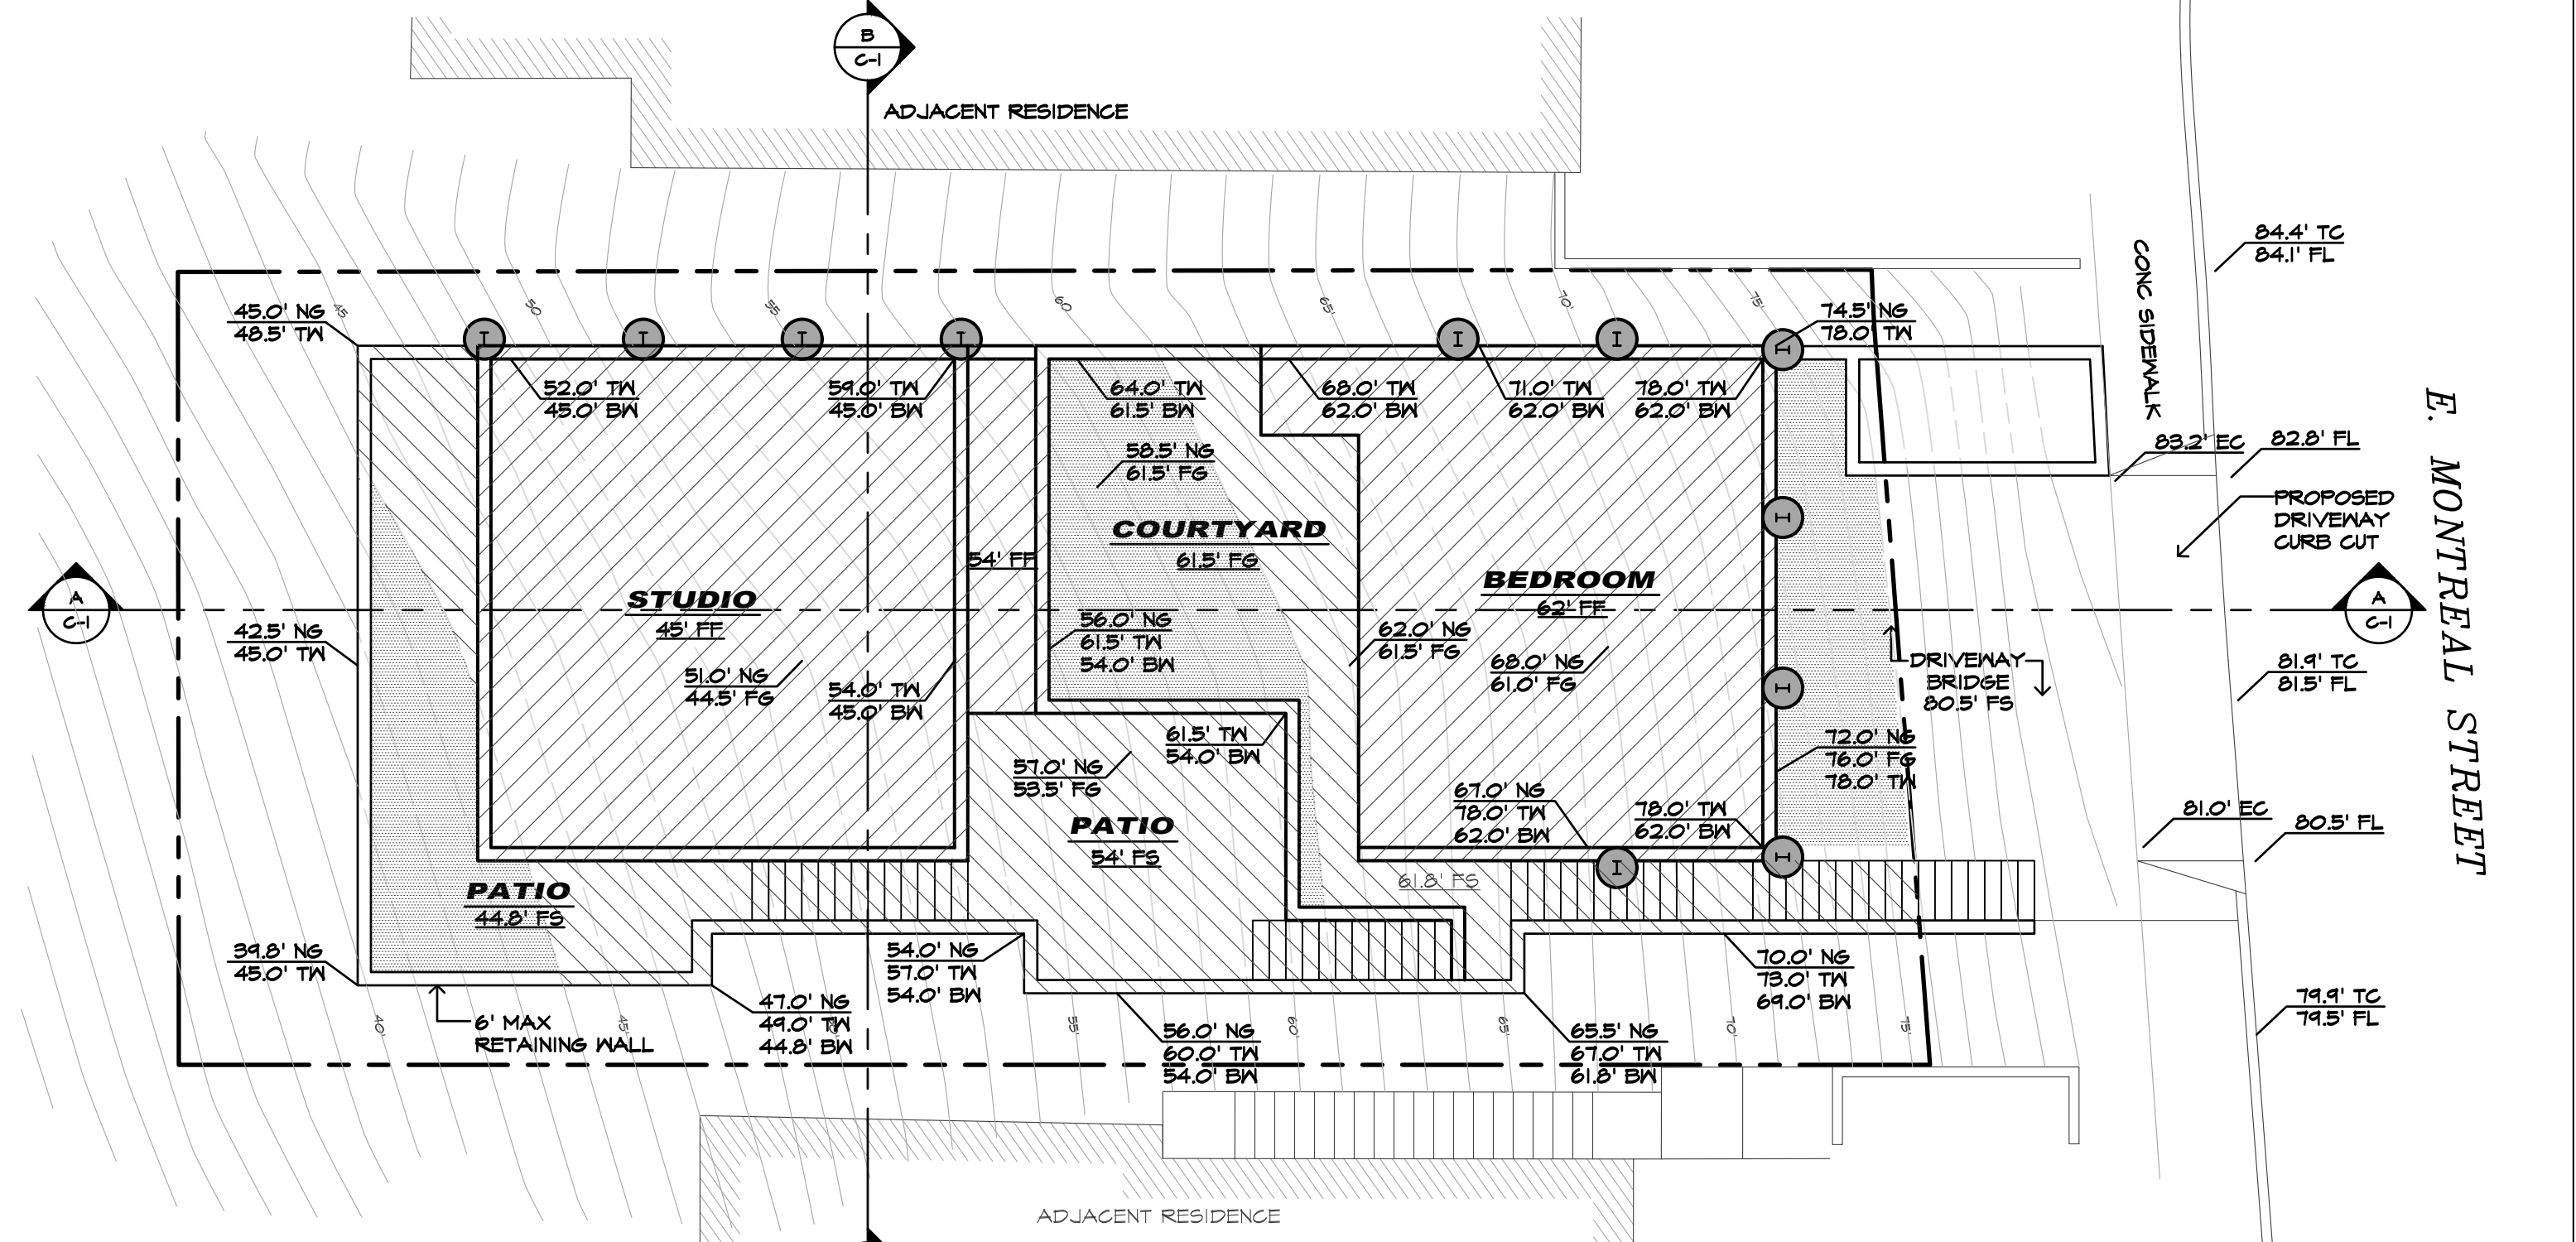 B
C-1
ADJACENT RESIDENCE
84.4' TC
84.1' FL
CONC SIDEWALK
E. MONTREAL STREET
45.0' NG
48.5' TW
45
50
55
60
65'
70'
75'
74.5' NG
78.0' TW
52.0' TW
45.0' BW
59.0' TW
45.0' BW
64.0' TW
61.5' BW
68.0' TW
62.0' BW
71.0' TW
62.0' BW
78.0' TW
62.0' BW
83.2' EC
82.8' FL
58.5' NG
61.5' FG
PROPOSED
DRIVEWAY
CURB CUT
COURTYARD
61.5' FG
54' FF
BEDROOM
62' FF
STUDIO
45' FF
A
C-1
A
C-1
42.5' NG
45.0' TW
56.0' NG
61.5' TW
54.0' BW
62.0' NG
61.5' FG
68.0' NG
61.0' FG
DRIVEWAY
BRIDGE
80.5' FS
81.9' TC
81.5' FL
51.0' NG
44.5' FG
54.0' TW
45.0' BW
61.5' TW
54.0' BW
72.0' NG
76.0' FG
78.0' TW
57.0' NG
53.5' FG
67.0' NG
78.0' TW
62.0' BW
78.0' TW
62.0' BW
81.0' EC
80.5' FL
PATIO
54' FS
61.8' FS
PATIO
44.8' FS
39.8' NG
45.0' TW
54.0' NG
57.0' TW
54.0' BW
70.0' NG
73.0' TW
69.0' BW
79.9' TC
79.5' FL
47.0' NG
49.0' TW
44.8' BW
6' MAX
RETAINING WALL
40'
45'
55'
60'
65'
70'
75'
56.0' NG
60.0' TW
54.0' BW
65.5' NG
67.0' TW
61.8' BW
ADJACENT RESIDENCE